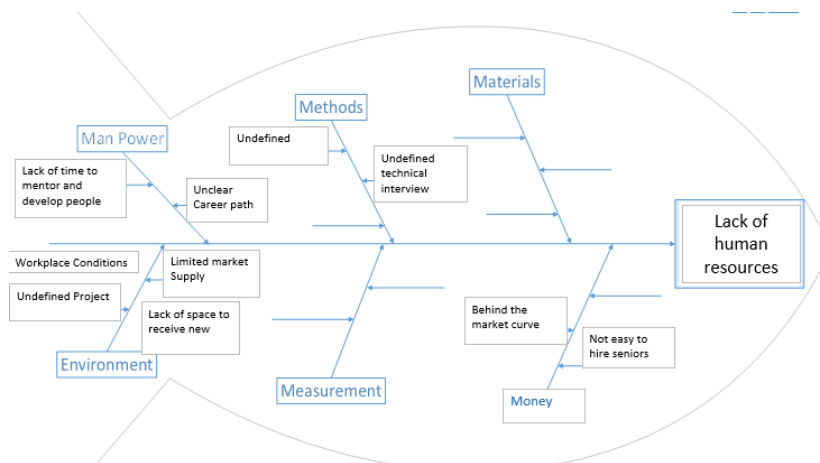 Materials
Methods
Man Power
Undefined
Undefined
technical
interview
Lack of time to
mentor and
develop people
Unclear
Career path
Lack of
human
resources
Workplace Conditions
Limited market
Supply
Undefined Project
Lack of space to
receive new
Behind the
market curve
Not easy to
hire seniors
Environment
Measurement
Money